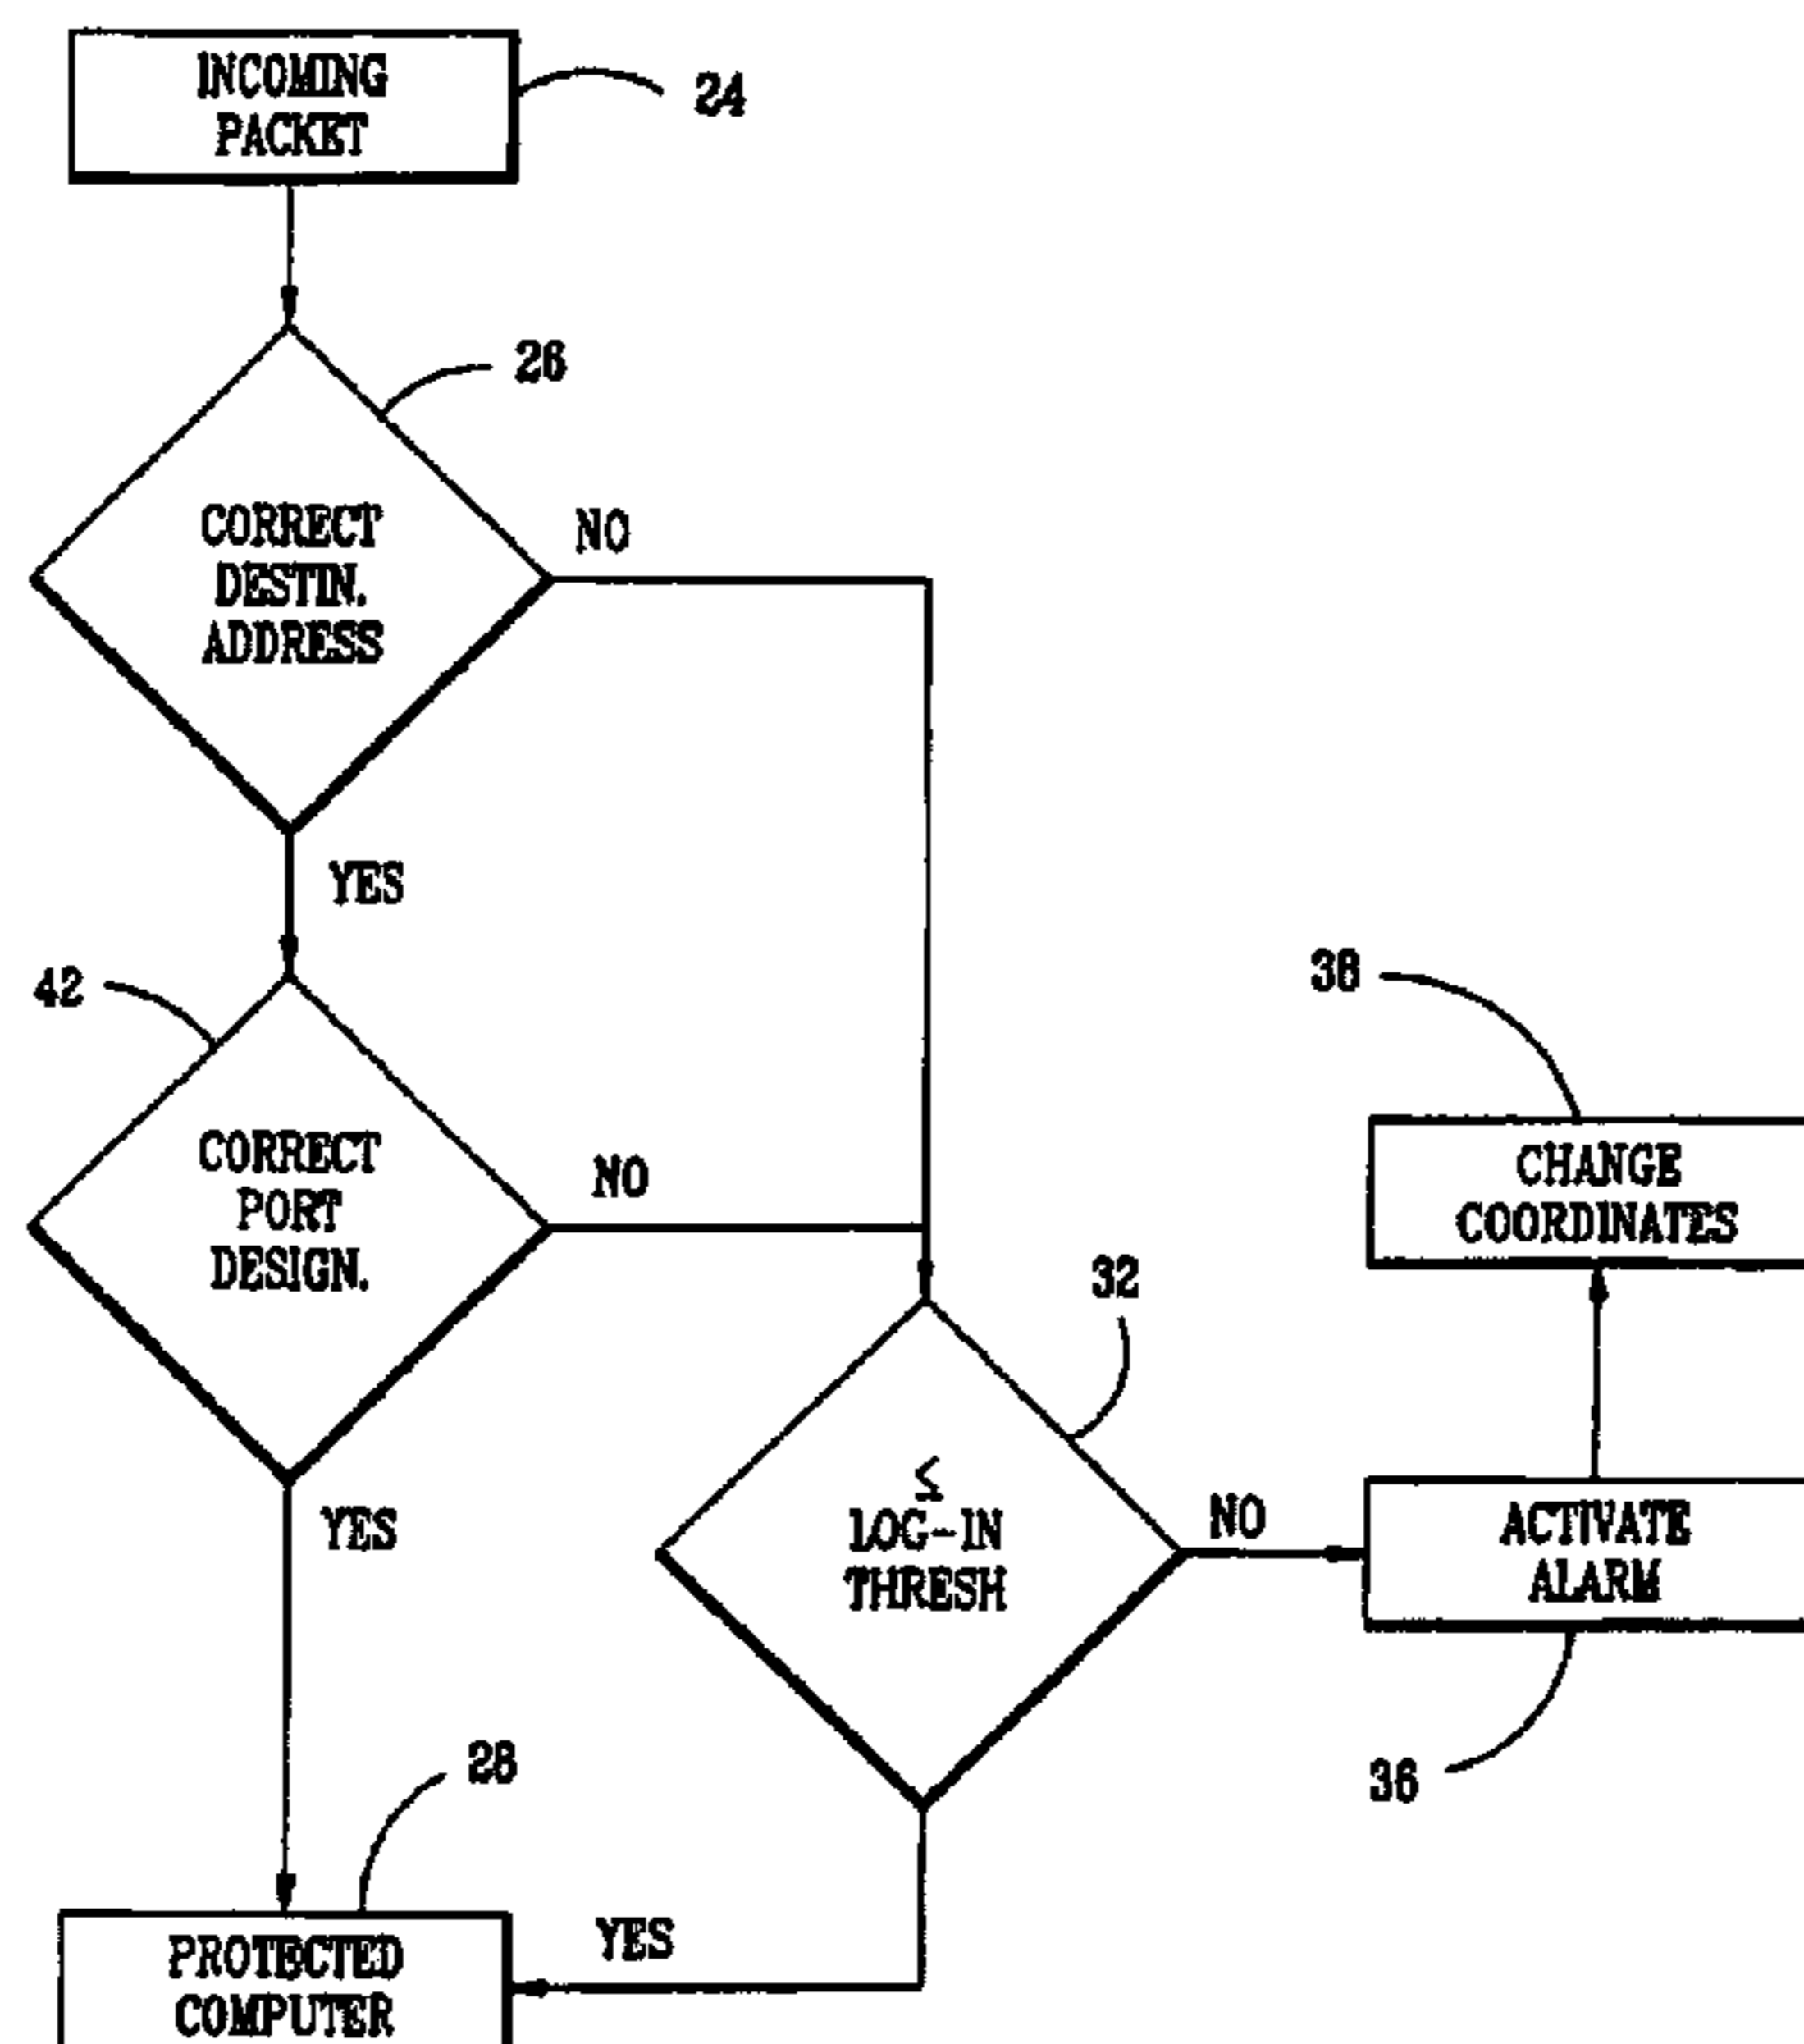 INCOMING
PACKET
24
26
CORRECT
DESTIN.
ADDRESS
NO
YES
42
CORRECT
PORT
DESIGN.
NO
YES
38
CHANGE
COORDINATES
32
≤
LOG-IN
THRESH
NO
ACTIVATE
ALARM
36
28
PROTECTED
COMPUTER
YES